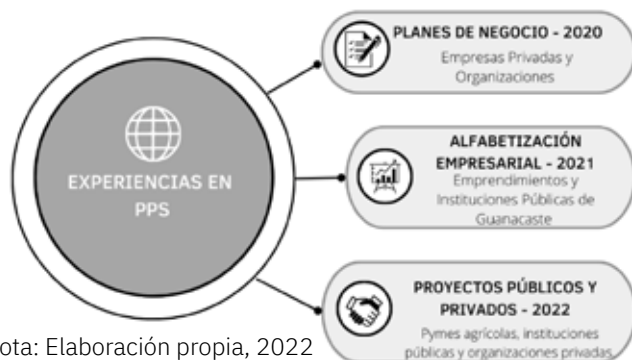 EXPERIENCIAS EN
PPS
PLANES DE NEGOCIO - 2020
Empresas Privadas y
Organizaciones
ALFABETIZACIÓN
EMPRESARIAL - 2021
Emprendimientos y
Instituciones Públicas de
Guanacaste
PROYECTOS PÚBLICOS Y
PRIVADOS - 2022
Pymes agrícolas, instituciones
públicas y organizaciones privadas
ota: Elaboración propia, 2022